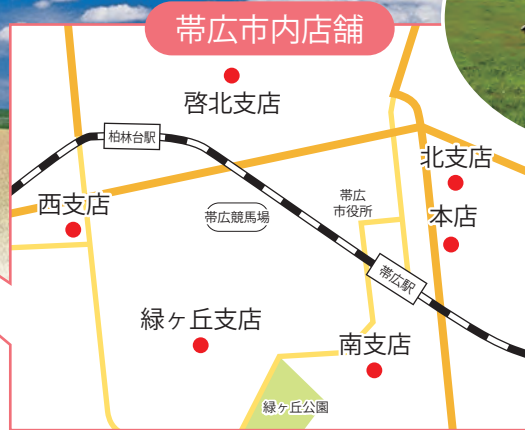 帯広市内店舗
啓北支店
柏林台駅
北支店
西支店
帯広競馬場
帯広
市役所
本店
帯広駅
緑ヶ丘支店
南支店
緑ヶ丘公園